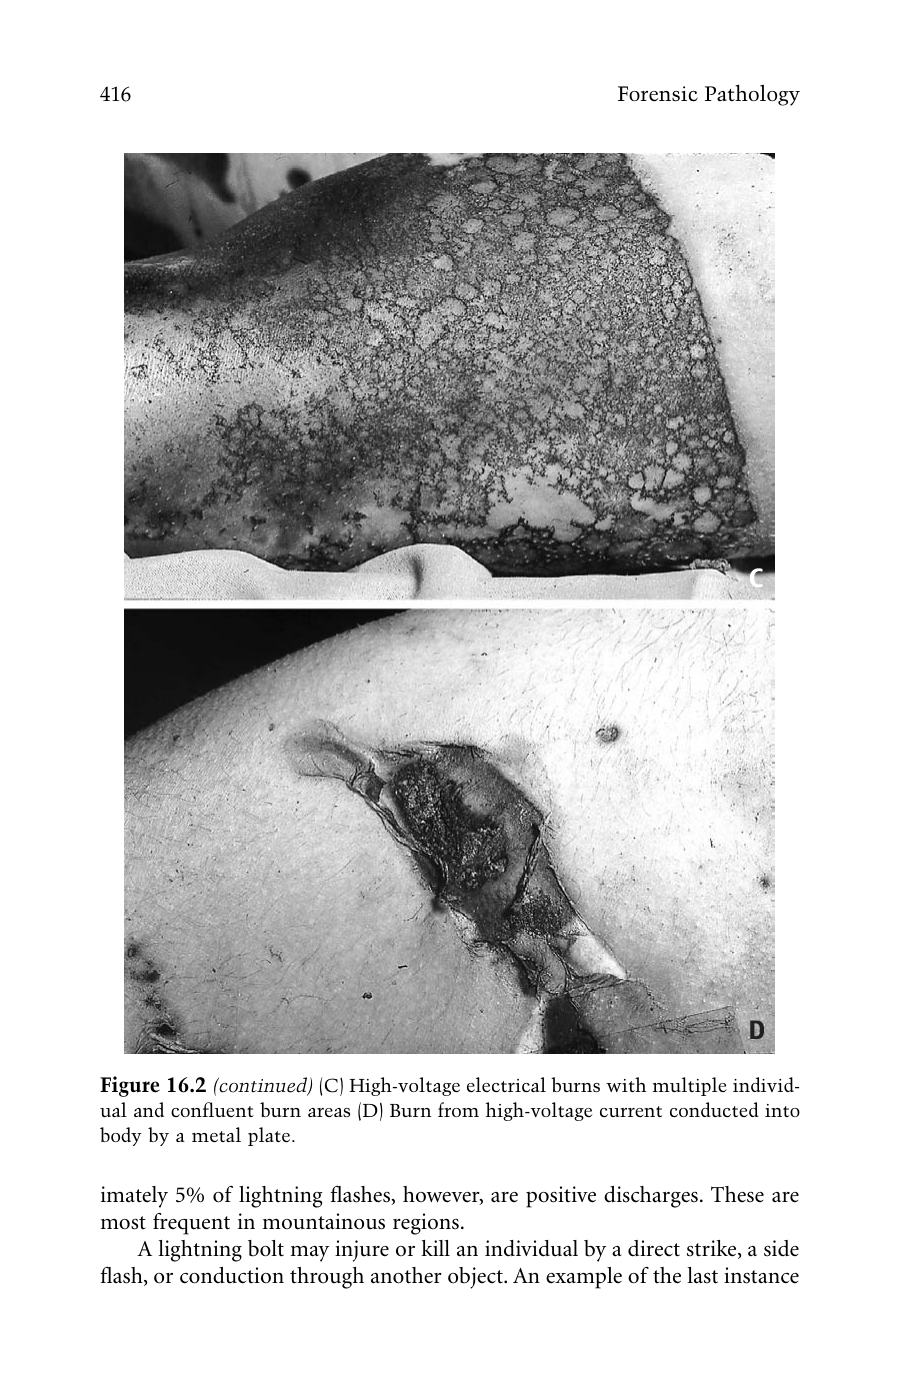 416
Forensic Pathology
C
D
Figure 16.2 (continued) (C) High-voltage electrical burns with multiple individ-
ual and confluent burn areas (D) Burn from high-voltage current conducted into
body by a metal plate.
imately 5% of lightning flashes, however, are positive discharges. These are
most frequent in mountainous regions.
A lightning bolt may injure or kill an individual by a direct strike, a side
flash, or conduction through another object. An example of the last instance